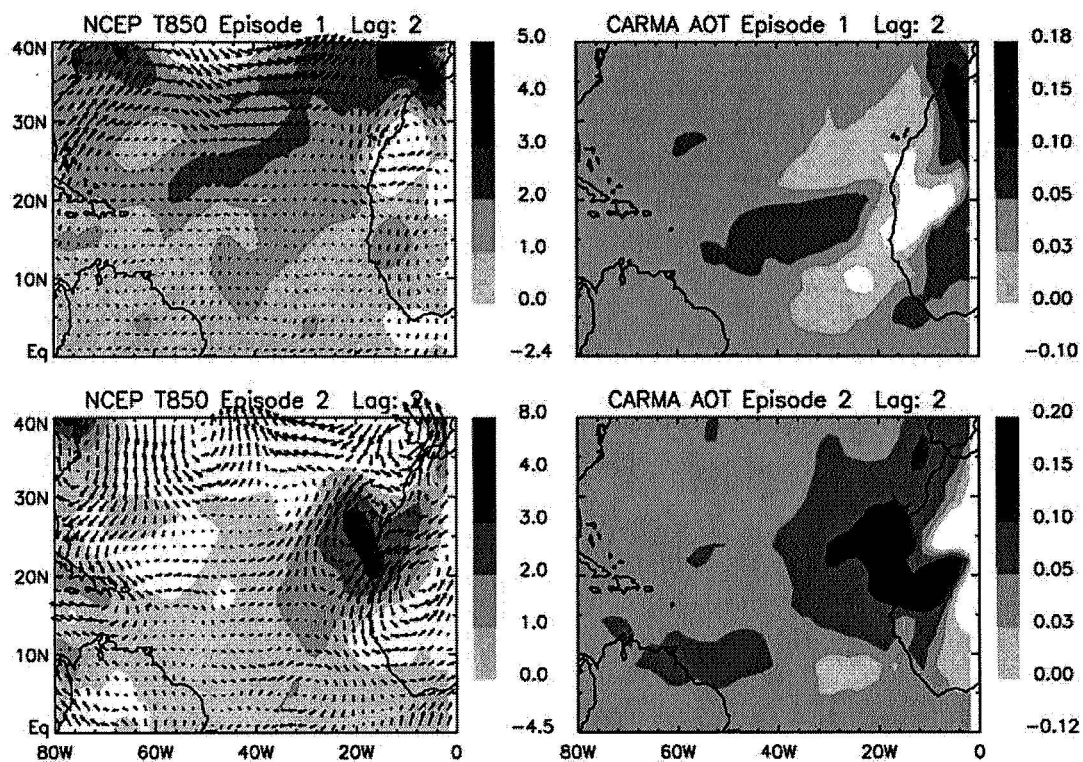 NCEP T850 Episode 1 Lag: 2
40N
30N
20N
10N
Eq
5.0
4.0
3.0
2.0
1.0
0.0
-2.4
CARMA AOT Episode 1 Lag: 2
0.18
0.15
0.10
0.05
0.03
0.00
-0.10
NCEP T850 Episode 2 Lag: 2
40N
30N
20N
10N
Eq
80W
60W
40W
20W
0
8.0
4.0
3.0
2.0
1.0
0.0
-4.5
CARMA AOT Episode 2 Lag: 2
80W
60W
40W
20W
0
0.20
0.15
0.10
0.05
0.03
0.00
-0.12